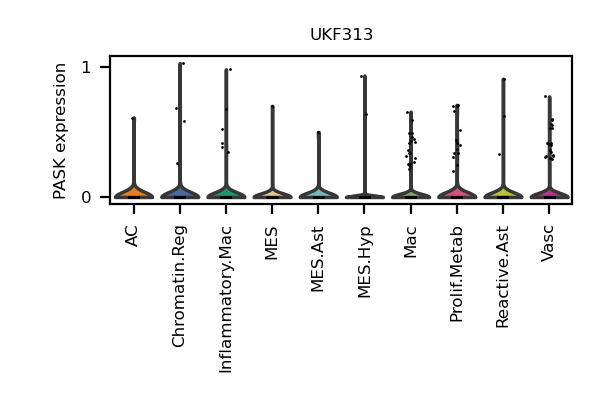 UKF313
PASK expression
1
0
AC
Chromatin.Reg
Inflammatory.Mac
MES
MES.Ast
MES.Hyp
Mac
Prolif.Metab
Reactive.Ast
Vasc